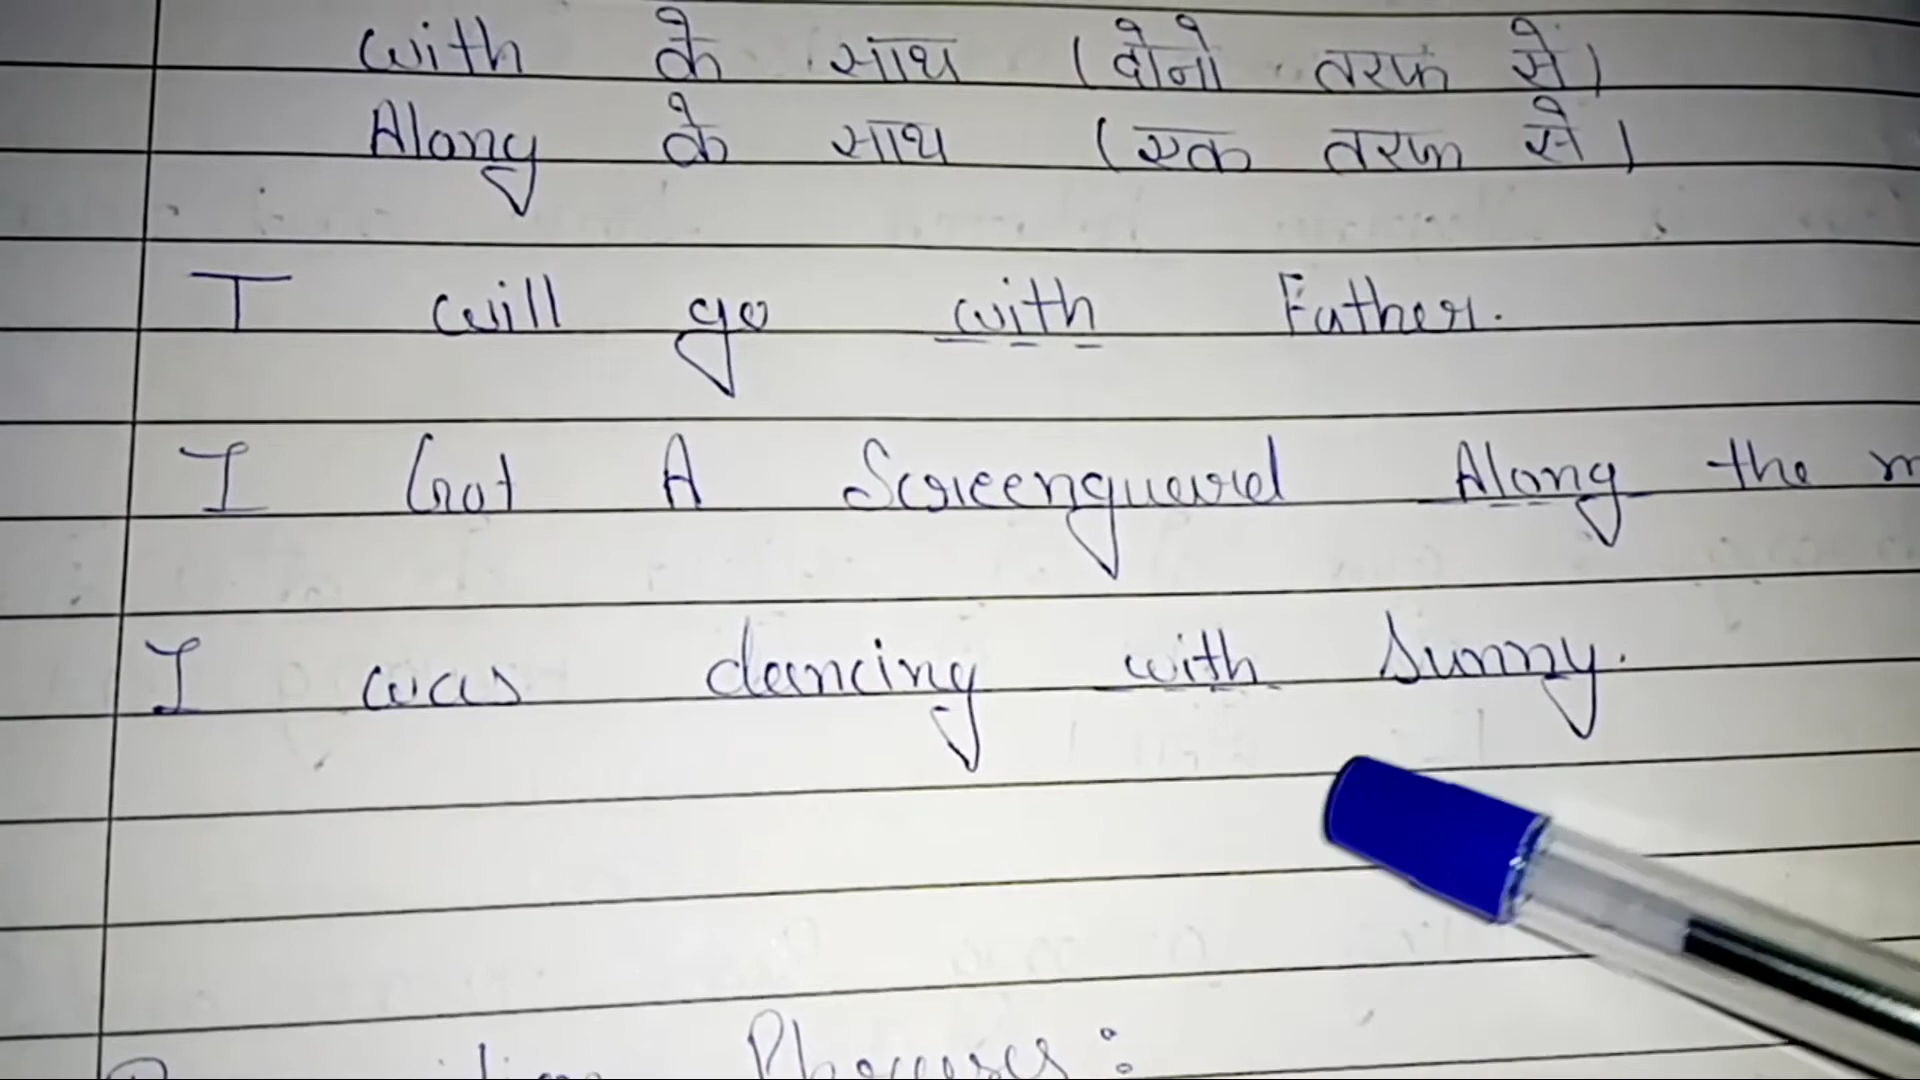 with के साथ (दोनो तरफ से)
Along के साथ (एक तरफ से)
I will go with Father.
I Got A Screenguard Along the m
I was dancing with Sunny.
Phrases: